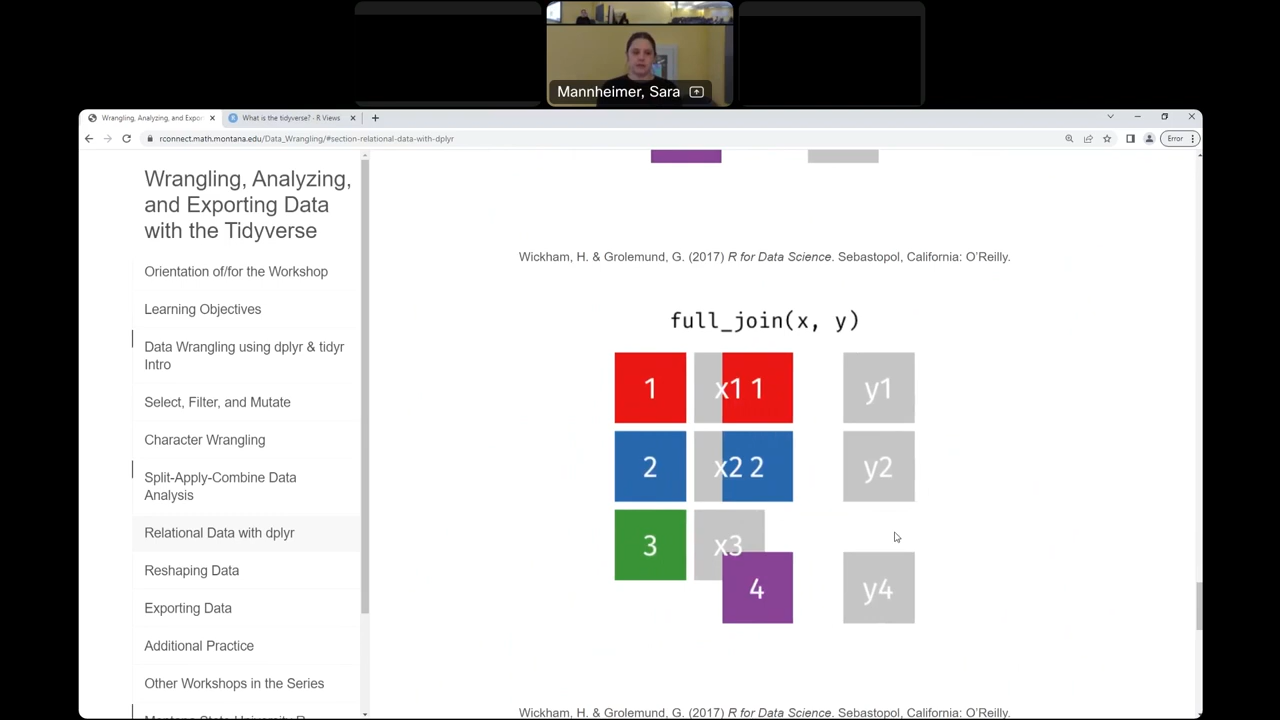 Mannheimer, Sara
Wrangling, Analyzing, and Expor
What is the tidyverse? · R Views
rconnect.math.montana.edu/Data_Wrangling/#section-relational-data-with-dplyr
Error
Wrangling, Analyzing,
and Exporting Data
with the Tidyverse
Orientation of/for the Workshop
Learning Objectives
Data Wrangling using dplyr & tidyr
Intro
Select, Filter, and Mutate
Character Wrangling
Split-Apply-Combine Data
Analysis
Relational Data with dplyr
Reshaping Data
Exporting Data
Additional Practice
Other Workshops in the Series
Montana State University R
Wickham, H. & Grolemund, G. (2017) R for Data Science. Sebastopol, California: O'Reilly.
full_join(x, y)
1 x1 1 y1
2 x2 2 y2
3 x3
4 y4
Wickham, H. & Grolemund, G. (2017) R for Data Science. Sebastopol, California: O'Reilly.